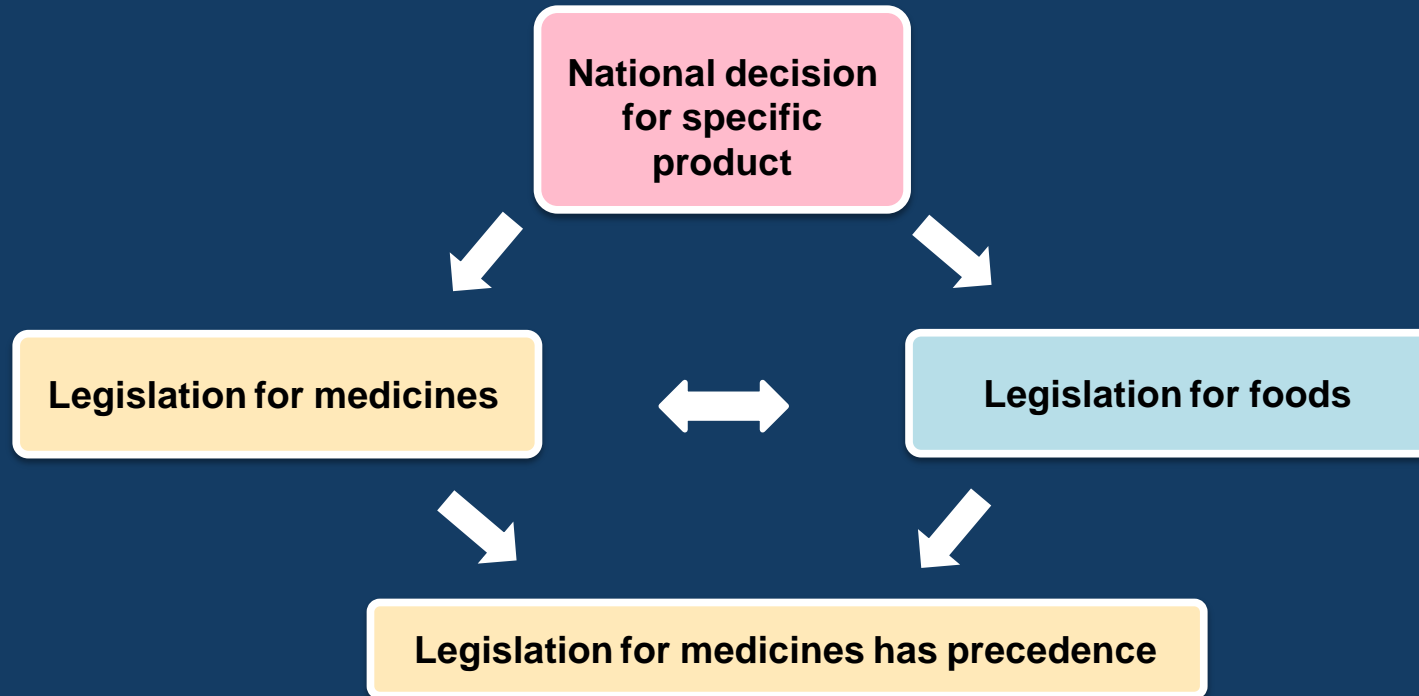 National decision
for specific
product
Legislation for medicines
Legislation for foods
Legislation for medicines has precedence